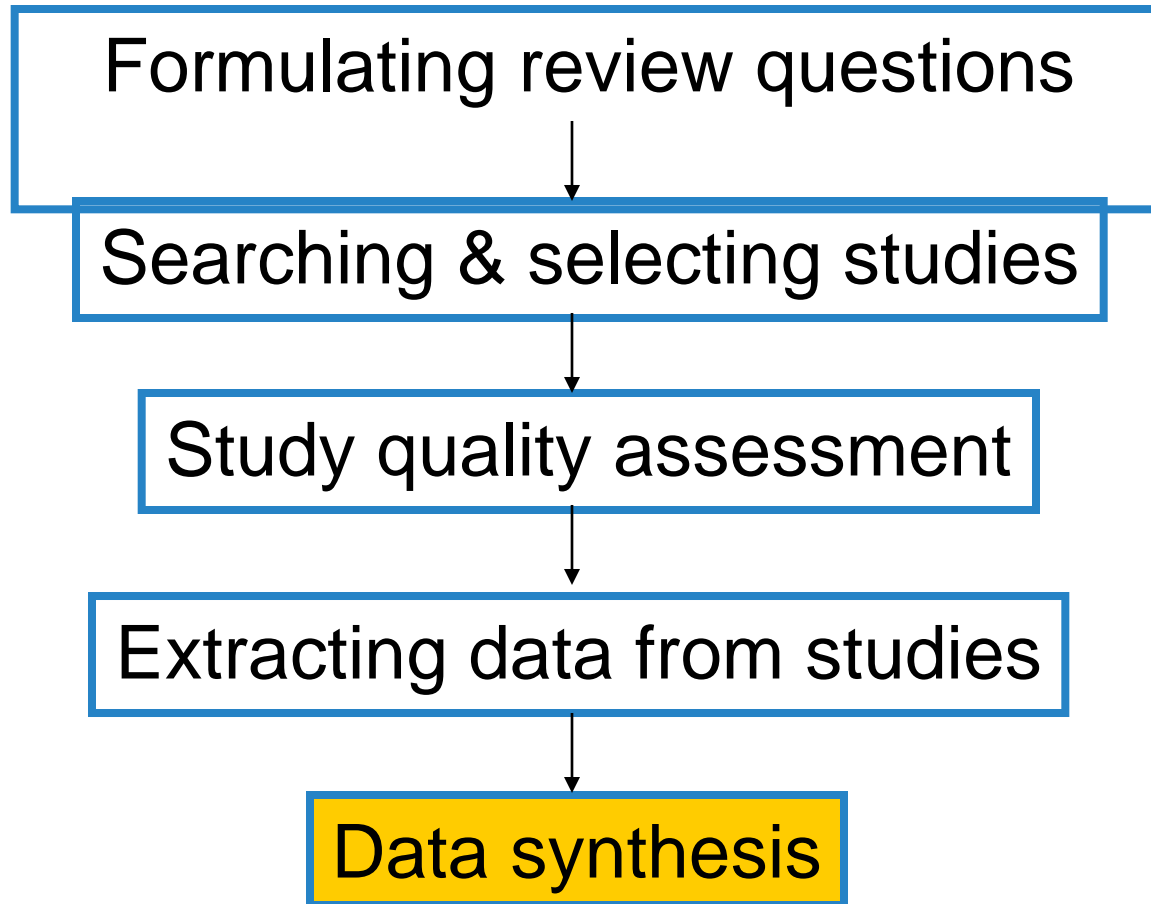 Formulating review questions
Searching & selecting studies
Study quality assessment
Extracting data from studies
Data synthesis